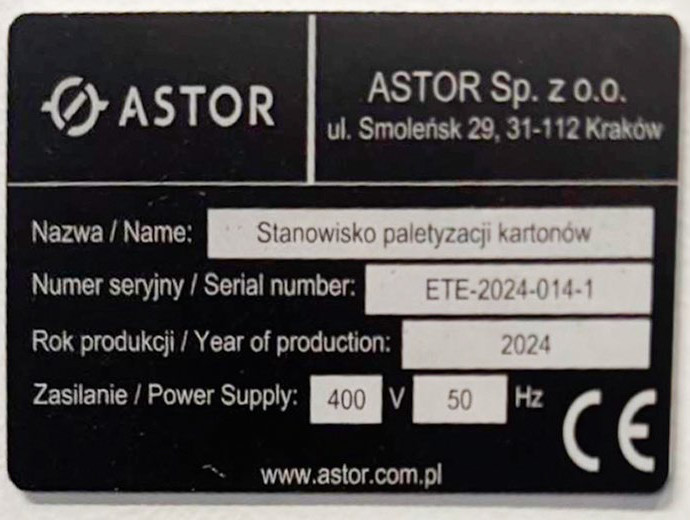 ASTOR
ASTOR Sp. z o.o.
ul. Smoleńsk 29, 31-112 Kraków
Nazwa / Name: Stanowisko paletyzacji kartonów
Numer seryjny / Serial number: ETE-2024-014-1
Rok produkcji / Year of production: 2024
Zasilanie / Power Supply: 400 V 50 Hz
CE
www.astor.com.pl